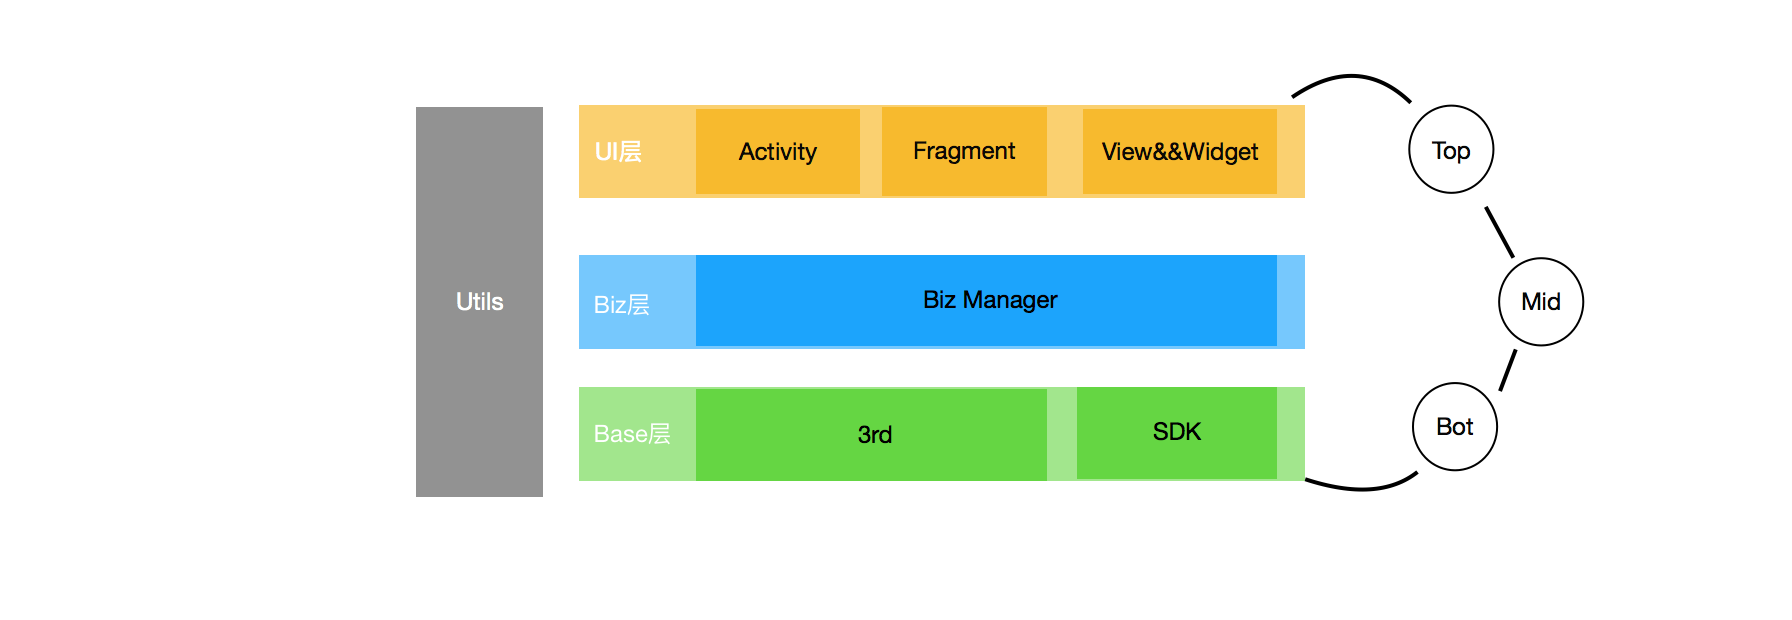 Utils
UI层
Activity
Fragment
View&&Widget
Biz层
Biz Manager
Base层
3rd
SDK
Top
Mid
Bot